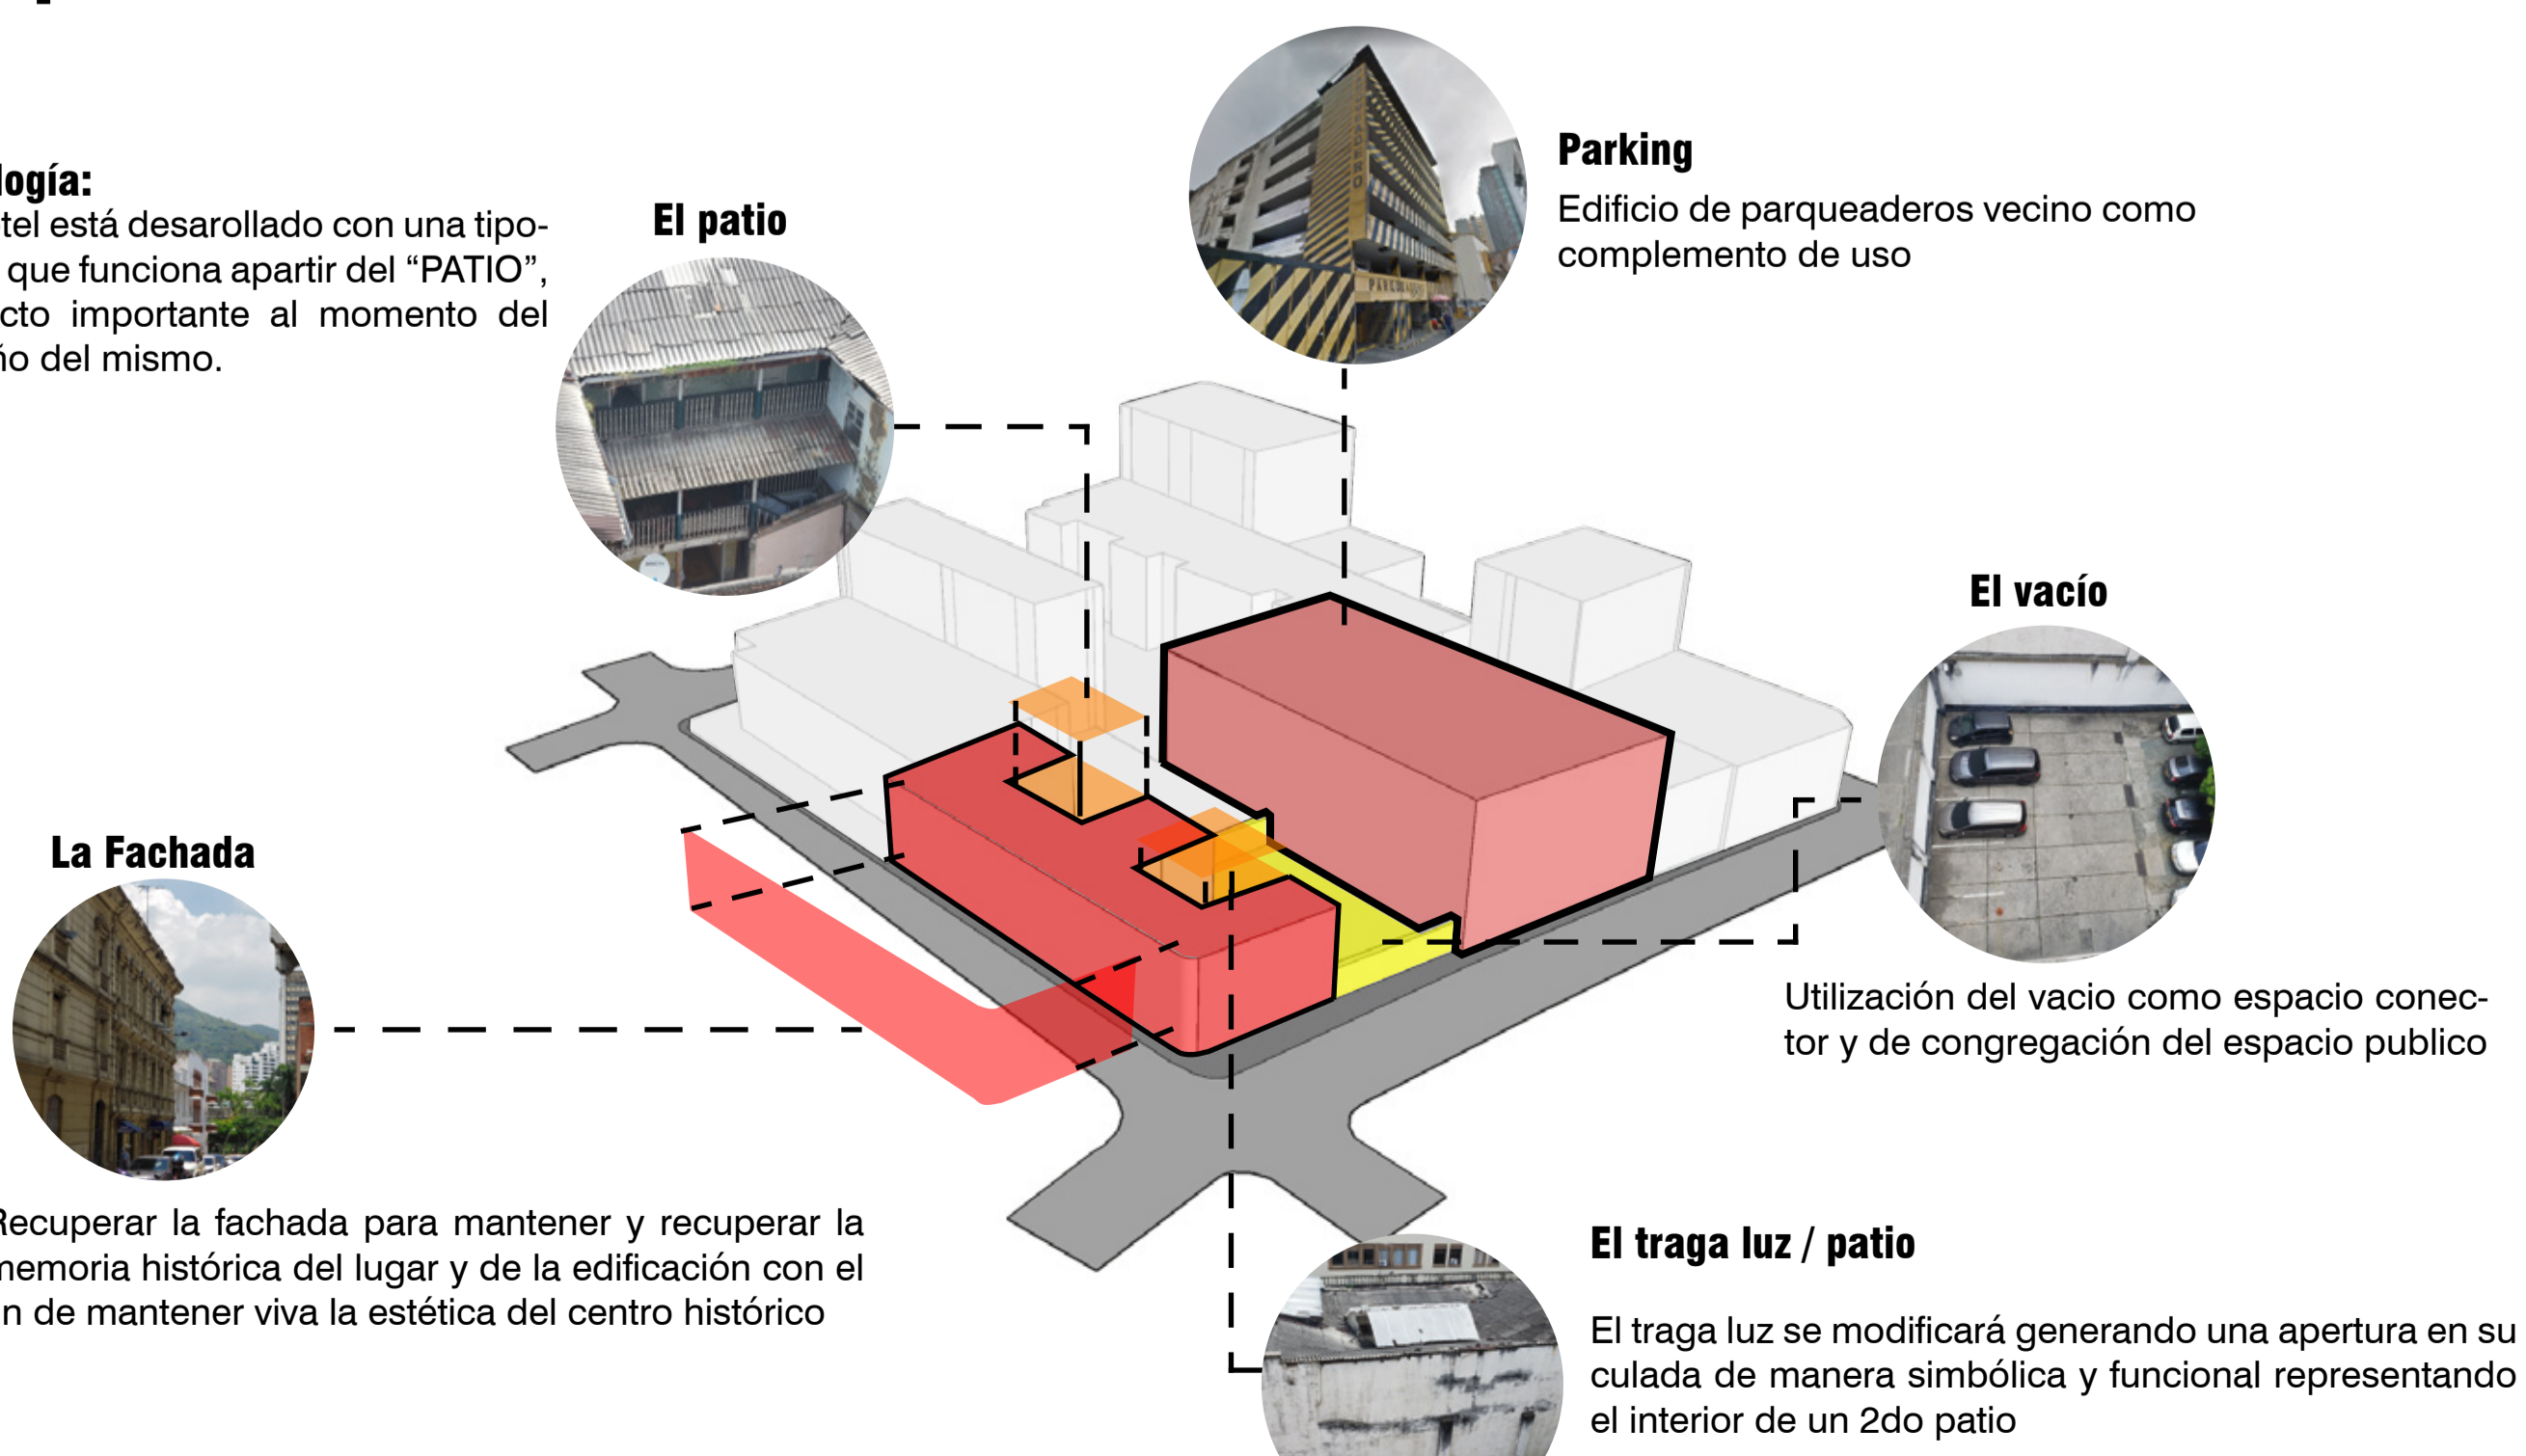 Parking
Edificio de parqueaderos vecino como
complemento de uso
logía:
tel está desarollado con una tipo-
que funciona apartir del “PATIO”,
cto importante al momento del
ño del mismo.
El patio
El vacío
Utilización del vacio como espacio conec-
tor y de congregación del espacio publico
La Fachada
Recuperar la fachada para mantener y recuperar la
memoria histórica del lugar y de la edificación con el
n de mantener viva la estética del centro histórico
El traga luz / patio
El traga luz se modificará generando una apertura en su
culada de manera simbólica y funcional representando
el interior de un 2do patio